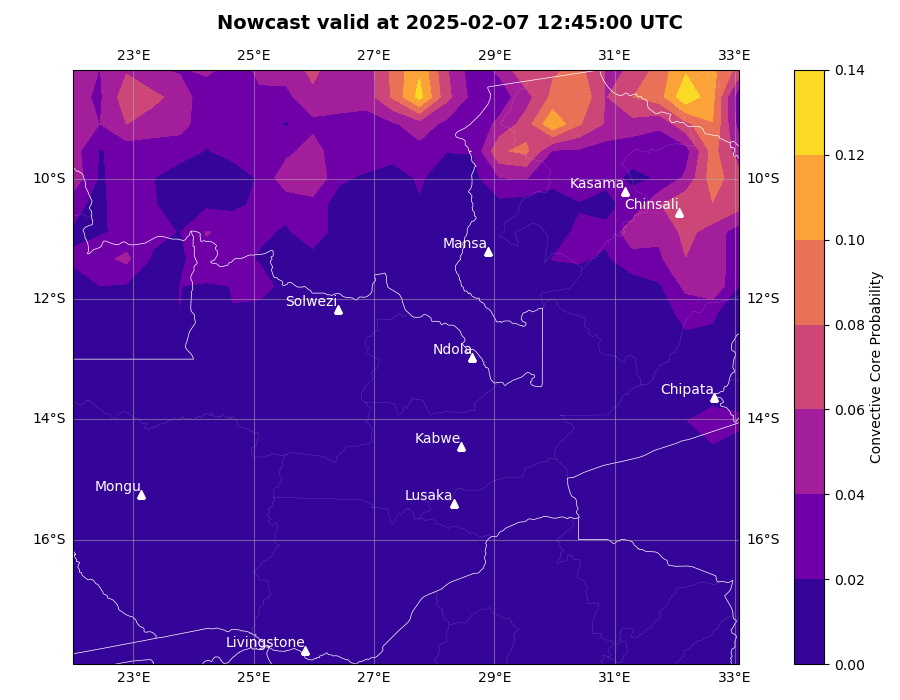 Nowcast valid at 2025-02-07 12:45:00 UTC
23°E 25°E 27°E 29°E 31°E 33°E
0.14
0.12
10°S Kasama 10°S
Chinsali
0.10
Mansa
12°S Solwezi 12°S
0.08
Ndola
Chipata
0.06
14°S 14°S
Kabwe
Mongu Lusaka
0.04
16°S 16°S
0.02
Livingstone
0.00
23°E 25°E 27°E 29°E 31°E 33°E
Convective Core Probability